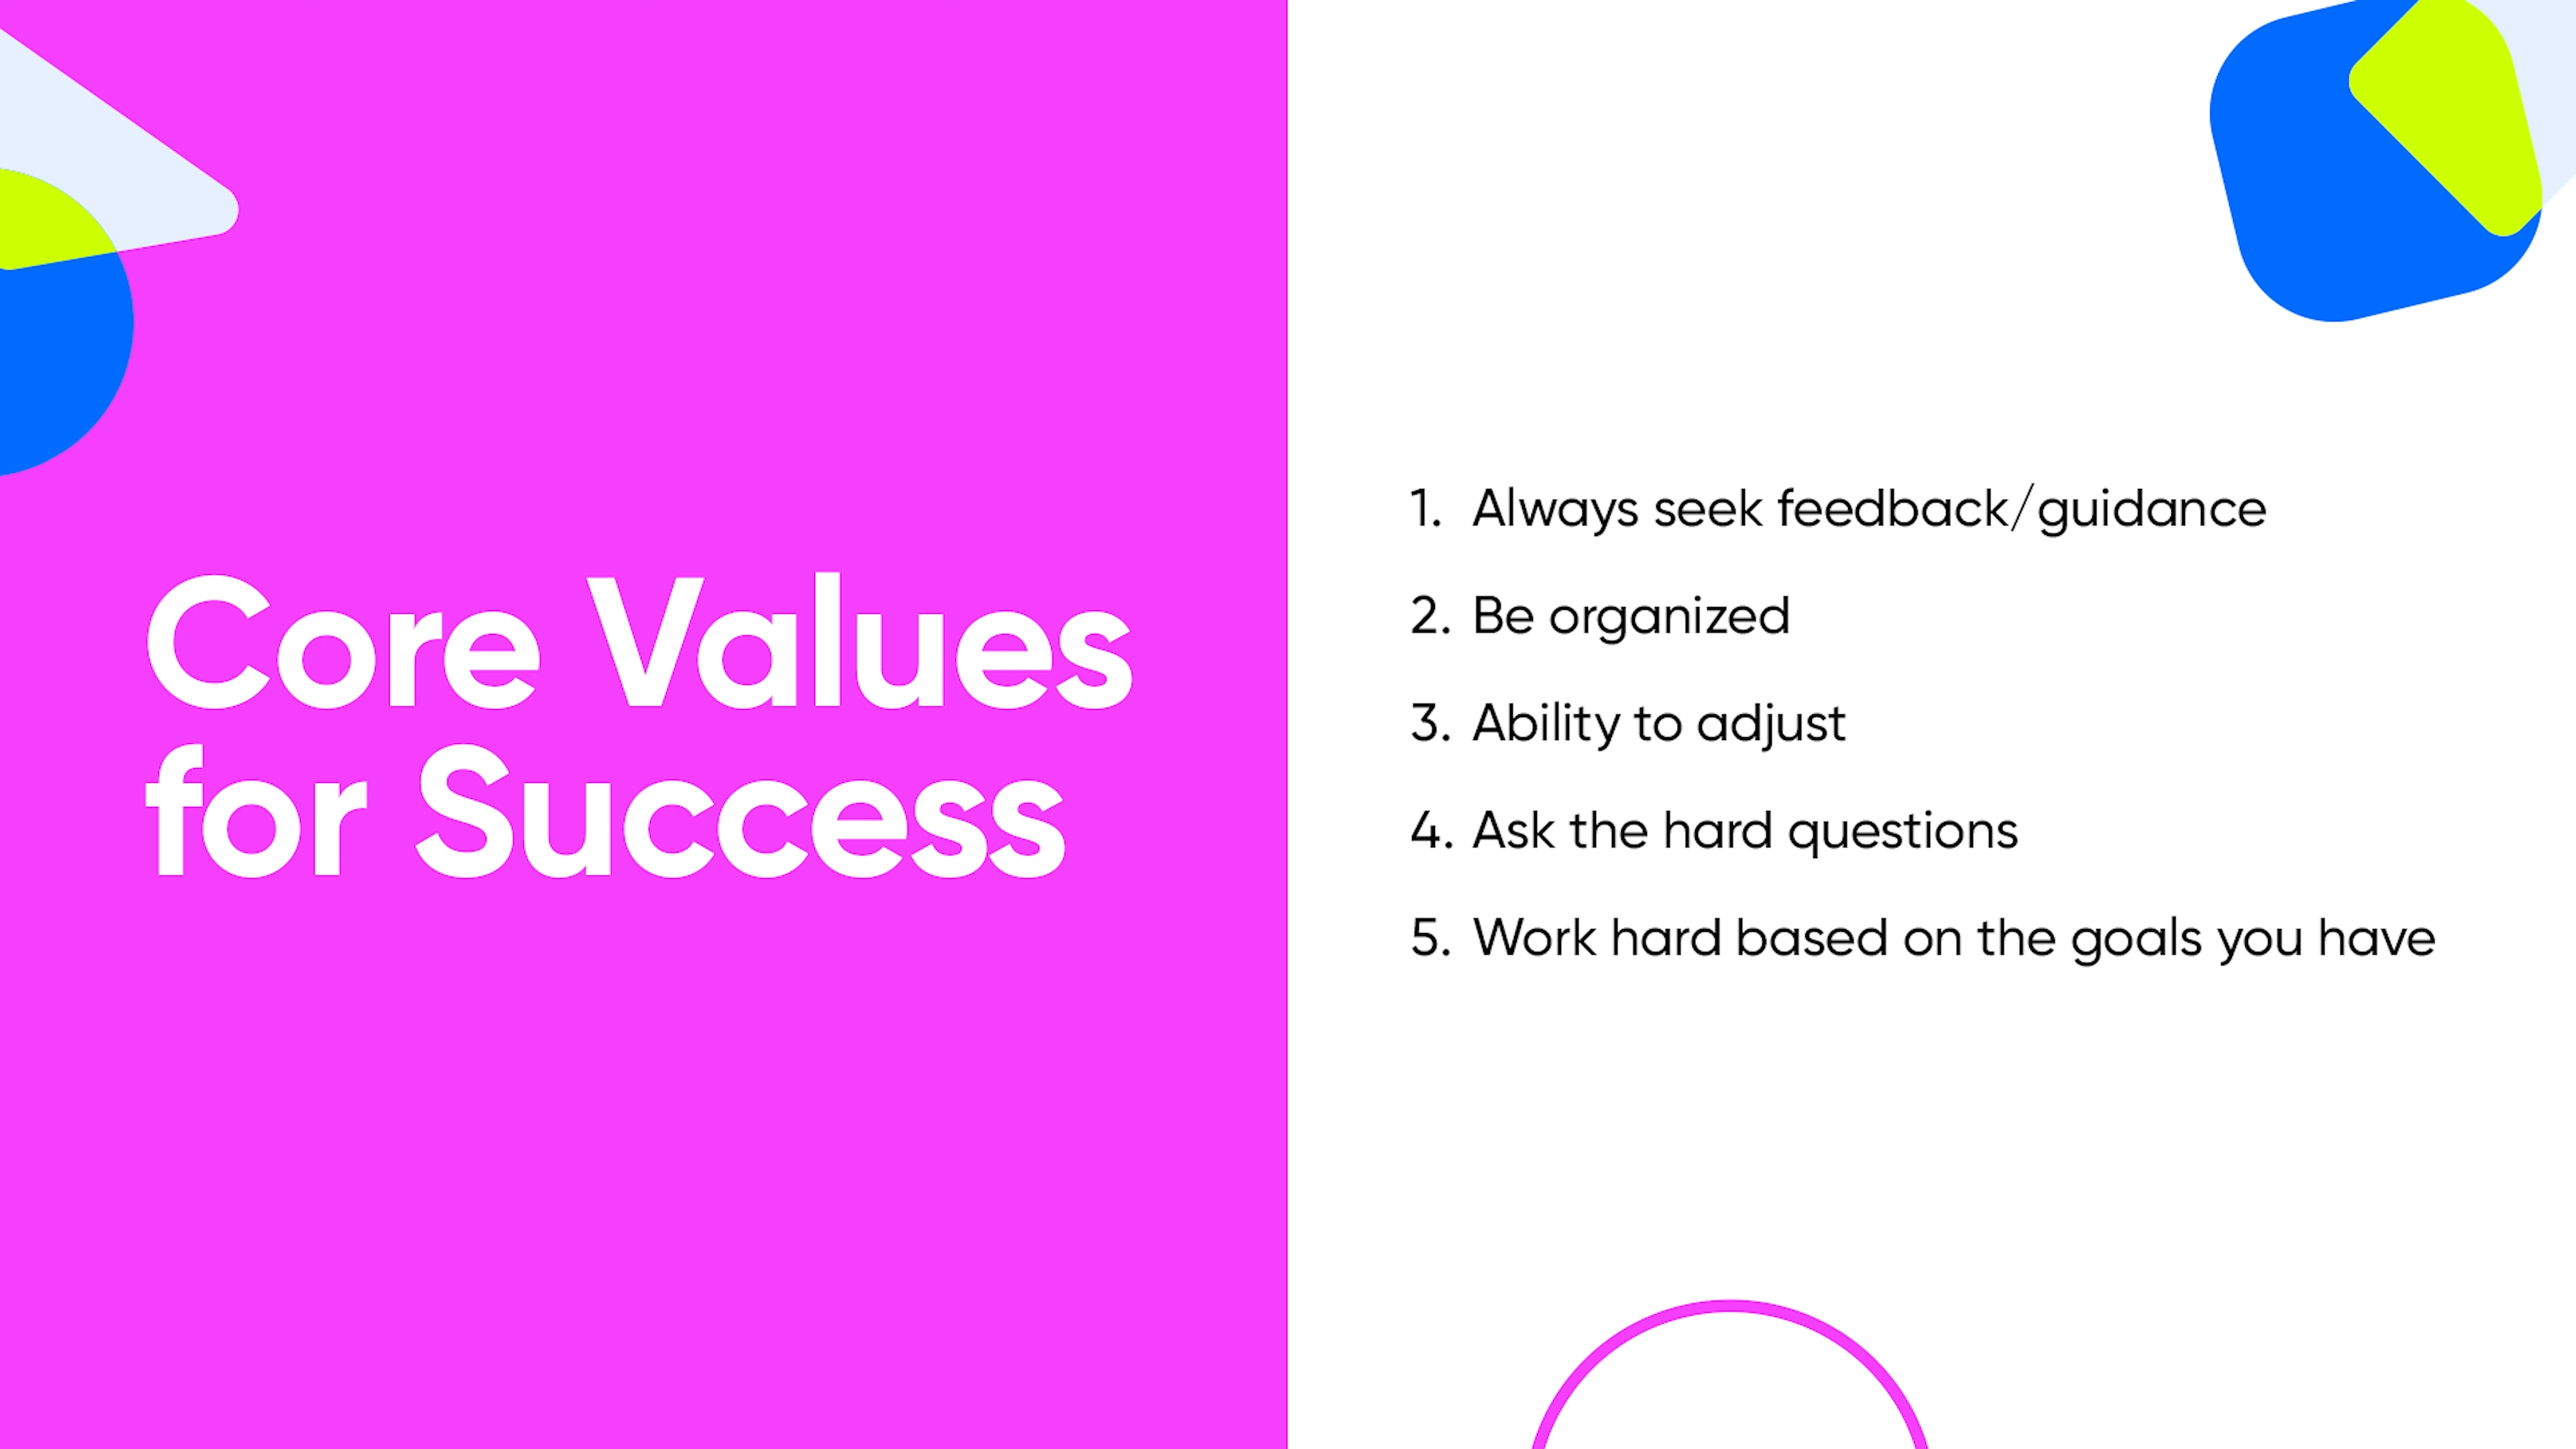 Core Values
for Success
1. Always seek feedback/guidance
2. Be organized
3. Ability to adjust
4. Ask the hard questions
5. Work hard based on the goals you have